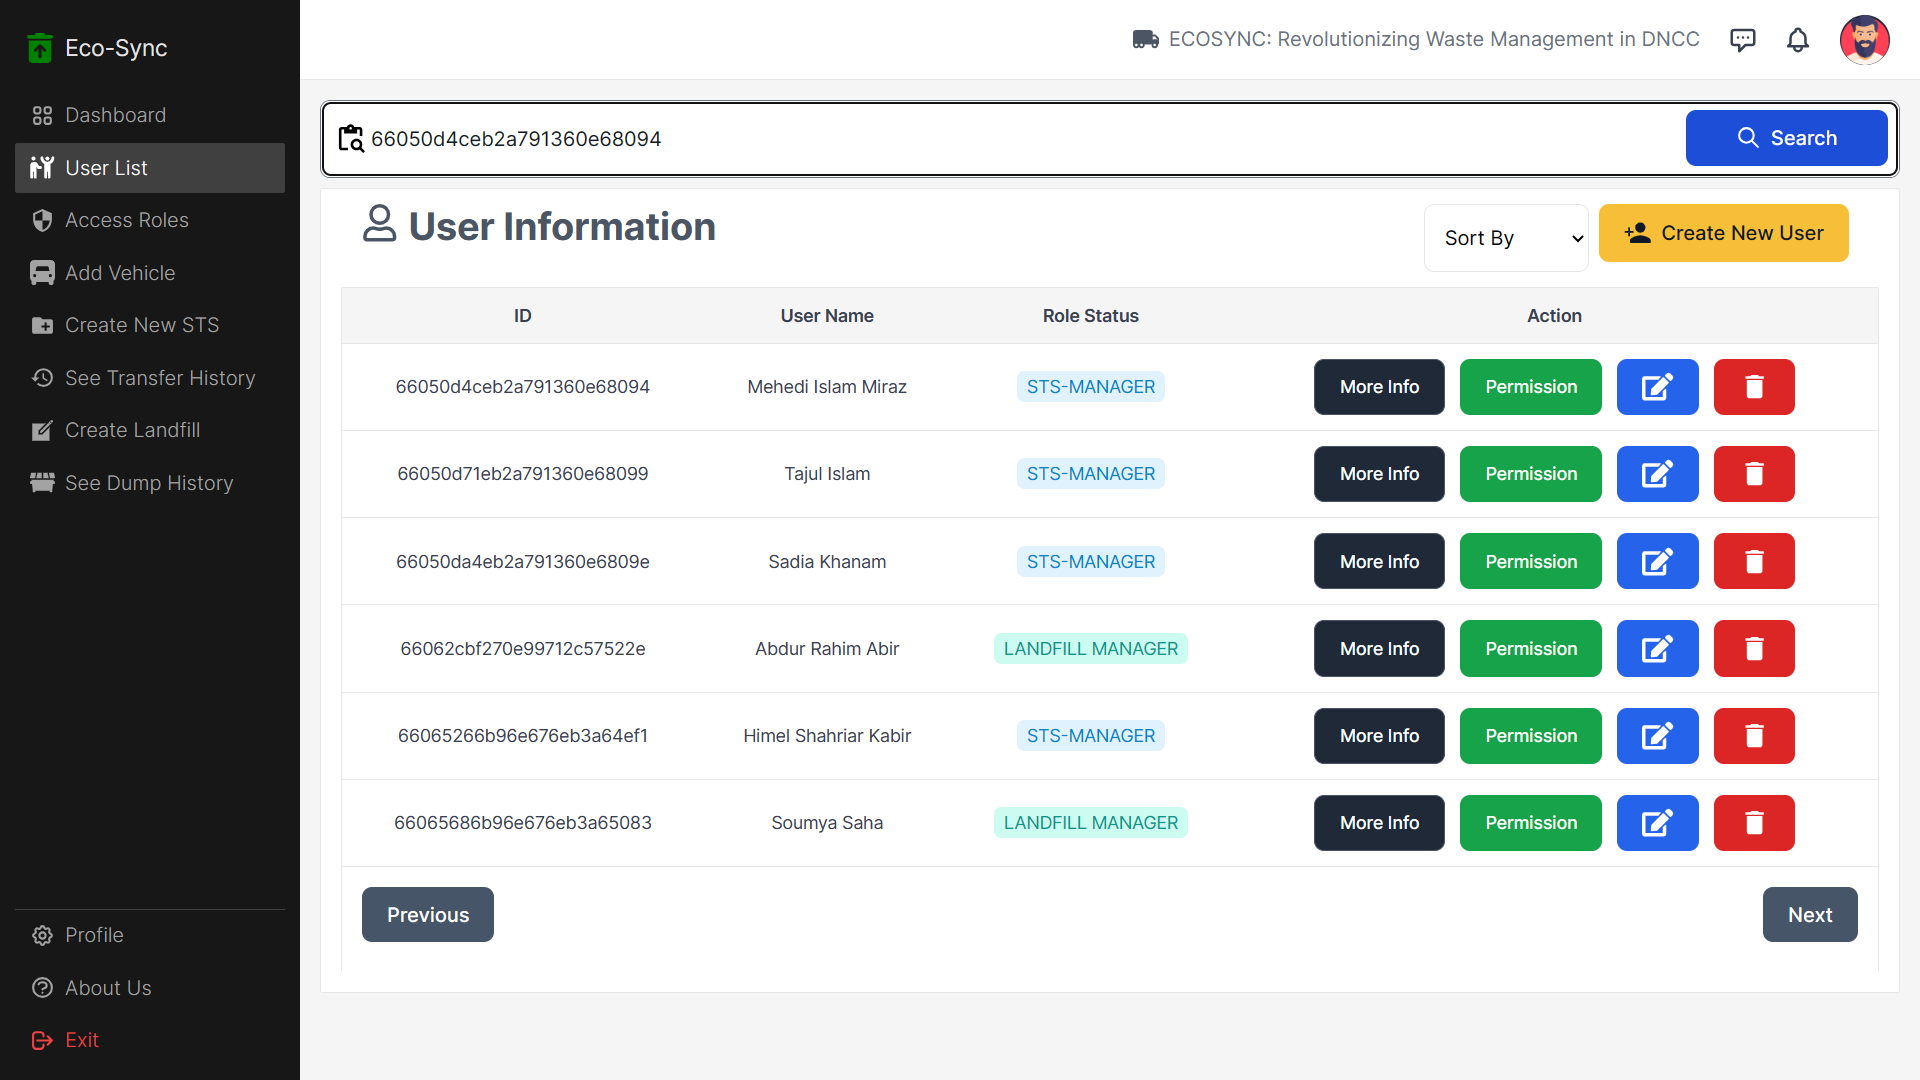 Eco-Sync
Dashboard
User List
Access Roles
Add Vehicle
Create New STS
See Transfer History
Create Landfill
See Dump History
Profile
About Us
Exit
ECOSYNC: Revolutionizing Waste Management in DNCC
66050d4ceb2a791360e68094
Search
User Information
Sort By
Create New User
ID User Name Role Status Action
66050d4ceb2a791360e68094 Mehedi Islam Miraz STS-MANAGER More Info Permission
66050d71eb2a791360e68099 Tajul Islam STS-MANAGER More Info Permission
66050da4eb2a791360e6809e Sadia Khanam STS-MANAGER More Info Permission
66062cbf270e99712c57522e Abdur Rahim Abir LANDFILL MANAGER More Info Permission
66065266b96e676eb3a64ef1 Himel Shahriar Kabir STS-MANAGER More Info Permission
66065686b96e676eb3a65083 Soumya Saha LANDFILL MANAGER More Info Permission
Previous
Next